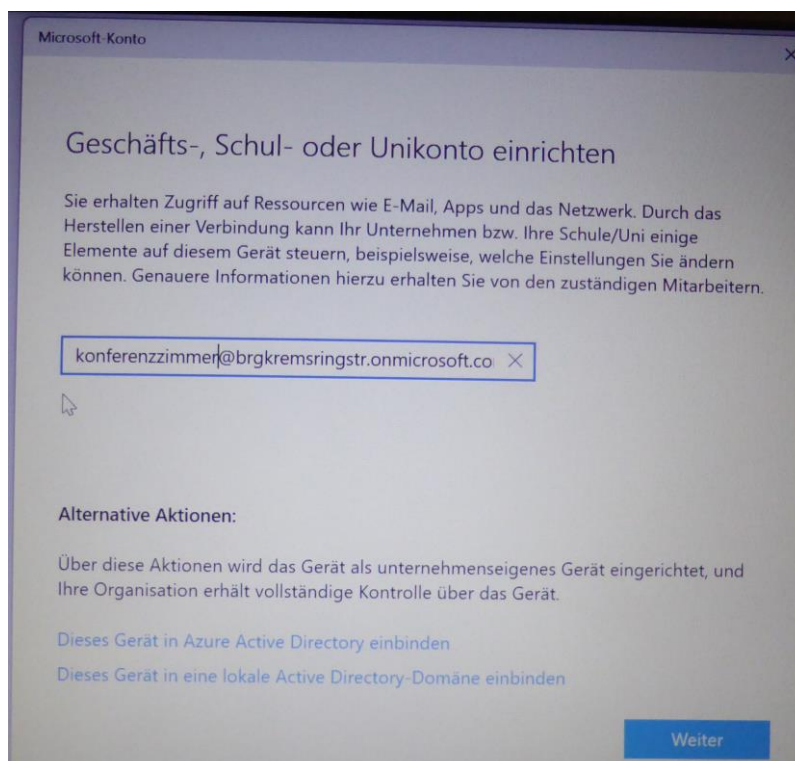 Microsoft-Konto
Geschäfts-, Schul- oder Unikonto einrichten
Sie erhalten Zugriff auf Ressourcen wie E-Mail, Apps und das Netzwerk. Durch das
Herstellen einer Verbindung kann Ihr Unternehmen bzw. Ihre Schule/Uni einige
Elemente auf diesem Gerät steuern, beispielsweise, welche Einstellungen Sie ändern
können. Genauere Informationen hierzu erhalten Sie von den zuständigen Mitarbeitern.
konferenzzimmer@brgkremsringstr.onmicrosoft.co
Alternative Aktionen:
Über diese Aktionen wird das Gerät als unternehmenseigenes Gerät eingerichtet, und
Ihre Organisation erhält vollständige Kontrolle über das Gerät.
Dieses Gerät in Azure Active Directory einbinden
Dieses Gerät in eine lokale Active Directory-Domäne einbinden
Weiter